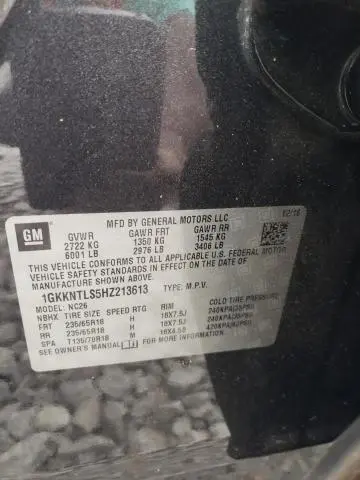 MFD BY GENERAL MOTORS LLC
12/16
GM
GVWR GAWR FRT GAWR RR
2722 KG 1350 KG 1545 KG
6001 LB 2976 LB 3406 LB
THIS VEHICLE CONFORMS TO ALL APPLICABLE U.S. FEDERAL MOTOR
VEHICLE SAFETY STANDARDS IN EFFECT ON THE DATE OF
MANUFACTURE SHOWN ABOVE.
1GKKNTLS5HZ213613 TYPE: M.P.V.
MODEL: NC26
NBHX TIRE SIZE SPEED RTG RIM COLD TIRE PRESSURE
FRT 235/65R18 H 18X7.5J 240KPA(35PSI)
RR 235/65R18 H 18X7.5J 240KPA(35PSI)
SPA T135/70R18 M 18X4.5B 420KPA(60PSI)
SEE OWNER'S MANUAL FOR MORE INFORMATION